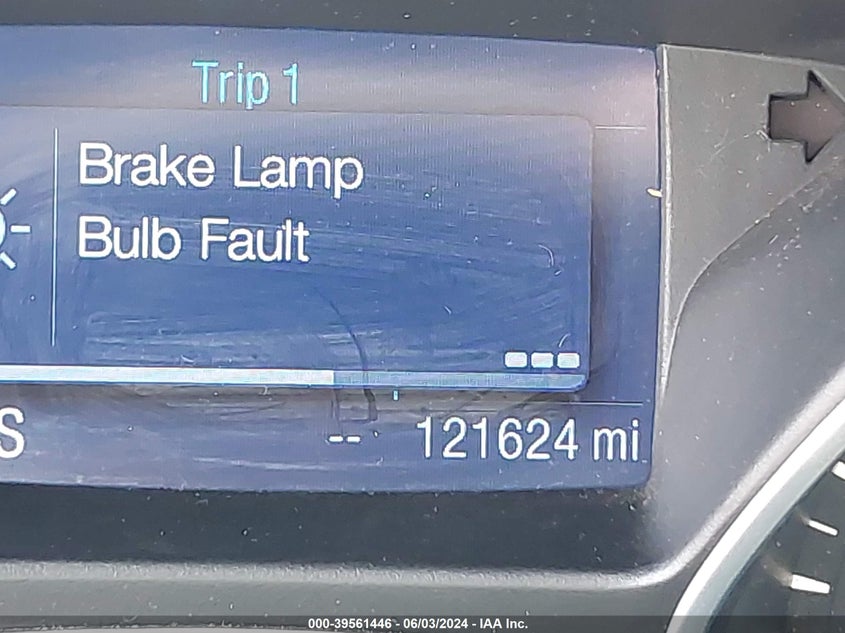 Trip 1
Brake Lamp
Bulb Fault
S
-- 121624 mi
000-39561446 - 06/03/2024 - IAA Inc.